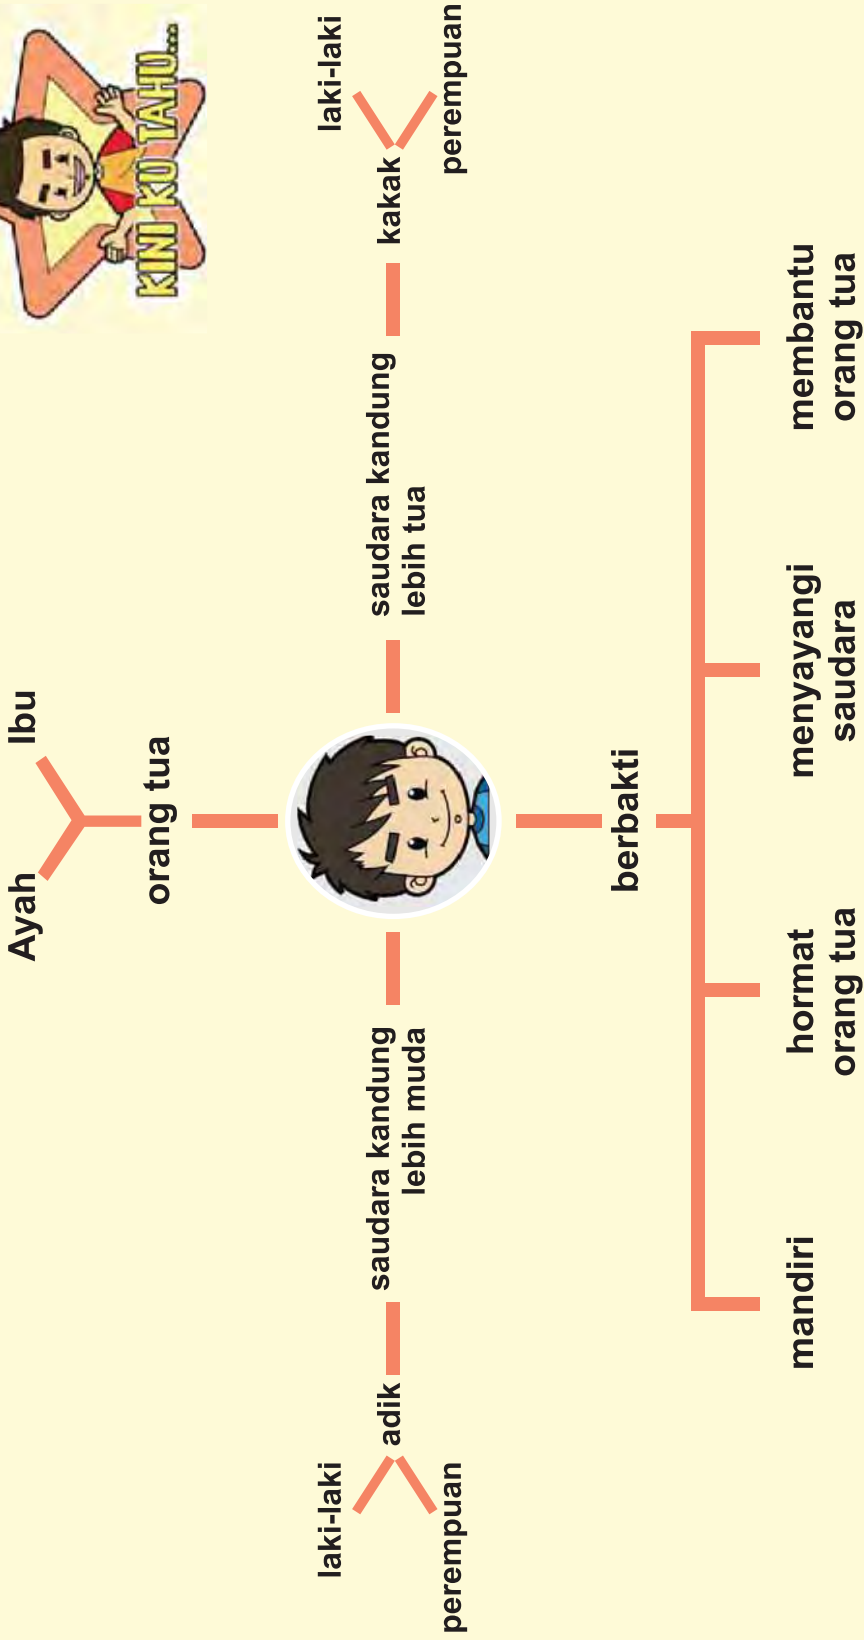 KINI KU TAHU...
Ayah
Ibu
orang tua
laki-laki
perempuan
adik
saudara kandung
lebih muda
saudara kandung
lebih tua
kakak
laki-laki
perempuan
berbakti
mandiri
hormat
orang tua
menyayangi
saudara
membantu
orang tua